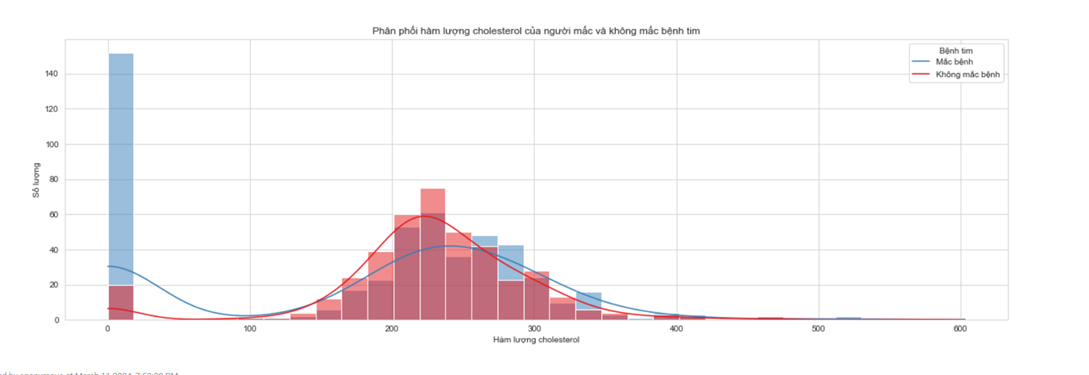 Phân phối hàm lượng cholesterol của người mắc và không mắc bệnh tim
Bệnh tim
Mắc bệnh
Không mắc bệnh
140
120
100
80
60
40
20
0
Số lượng
0 100 200 300 400 500 600
Hàm lượng cholesterol